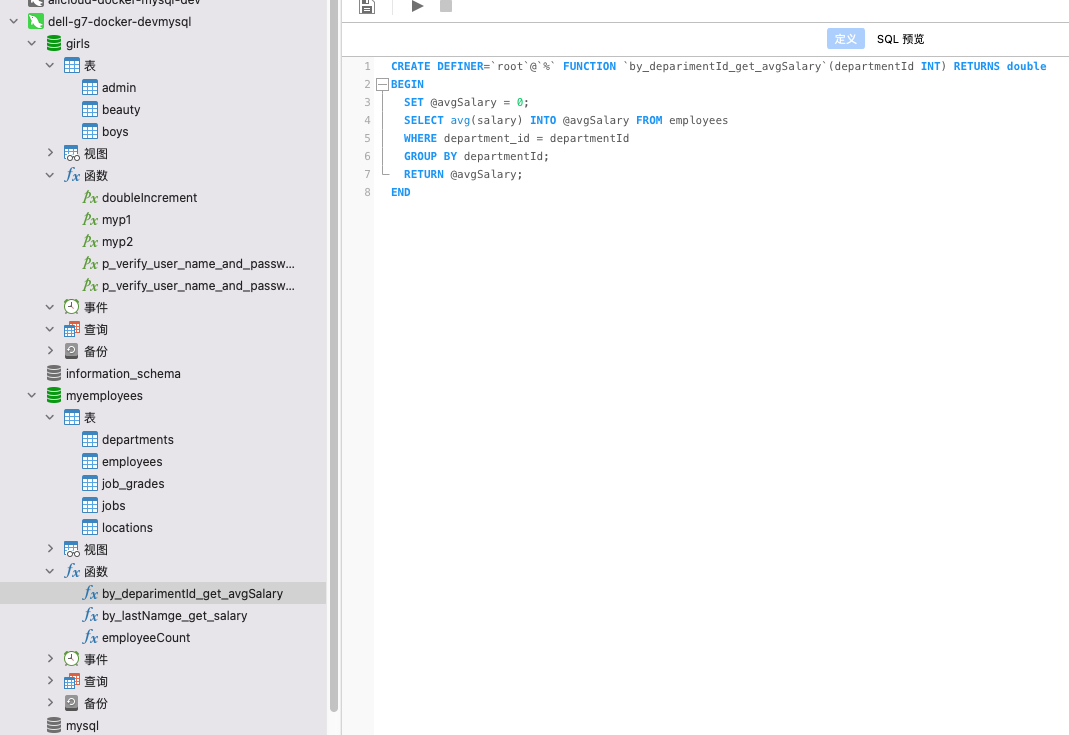 alicloud-docker-mysql-dev
dell-g7-docker-devmysql
girls
表
admin
beauty
boys
视图
函数
doubleIncrement
myp1
myp2
p_verify_user_name_and_passw...
p_verify_user_name_and_passw...
事件
查询
备份
information_schema
myemployees
表
departments
employees
job_grades
jobs
locations
视图
函数
by_deparimentId_get_avgSalary
by_lastNamge_get_salary
employeeCount
事件
查询
备份
mysql
定义 SQL 预览
1 CREATE DEFINER=`root`@`%` FUNCTION `by_deparimentId_get_avgSalary`(departmentId INT) RETURNS double
2 BEGIN
3 SET @avgSalary = 0;
4 SELECT avg(salary) INTO @avgSalary FROM employees
5 WHERE department_id = departmentId
6 GROUP BY departmentId;
7 RETURN @avgSalary;
8 END